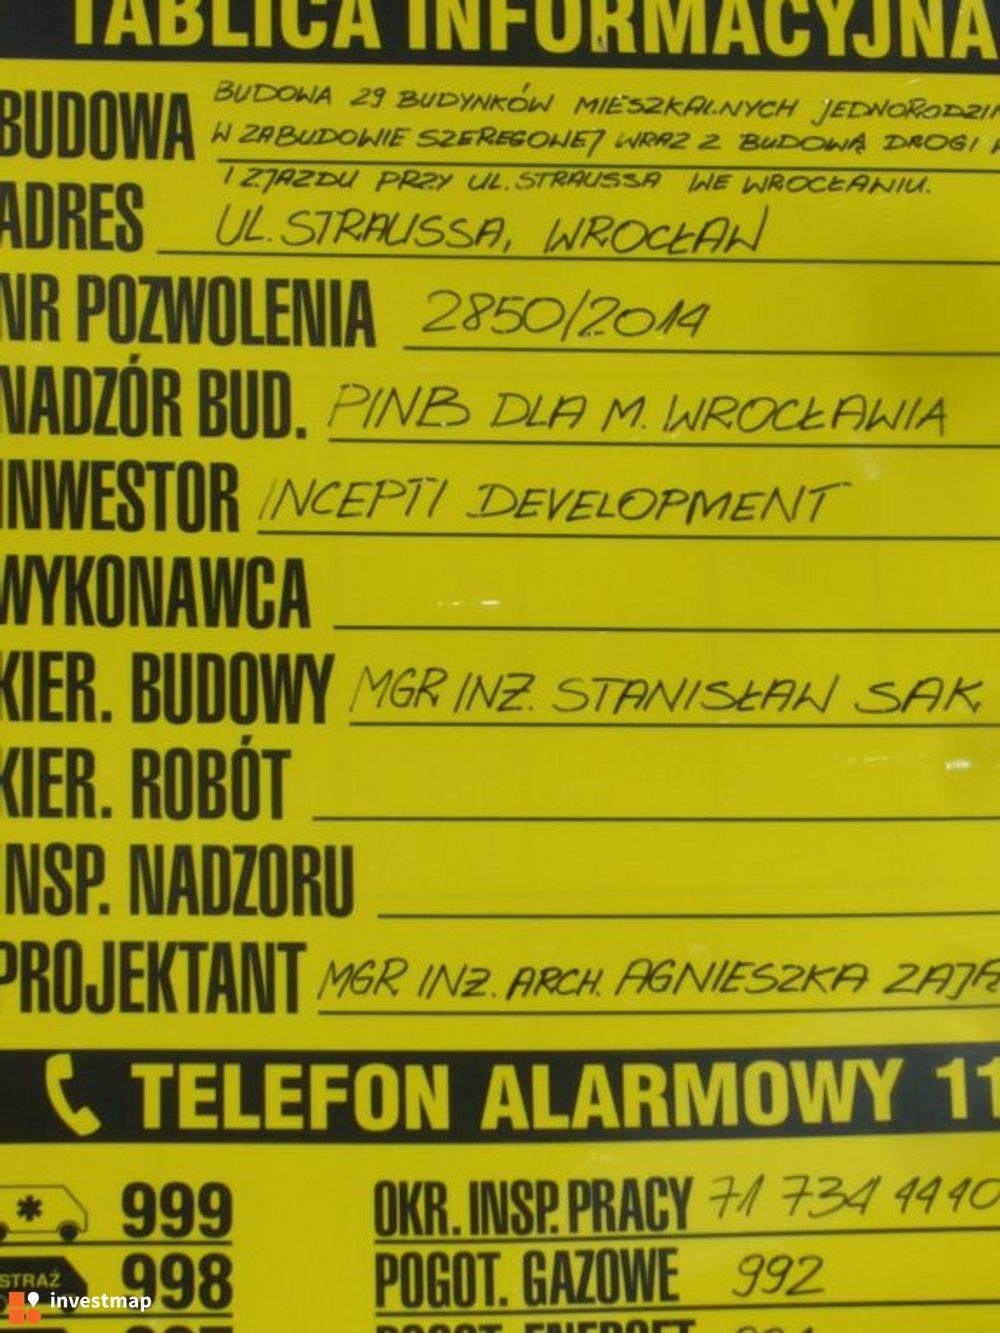 TABLICA INFORMACYJNA
BUDOWA BUDOWA 29 BUDYNKÓW MIESZKALNYCH JEDNORODZIN
W ZABUDOWIE SZEREGOWEJ WRAZ Z BUDOWĄ DROGI
I ZJAZDU PRZY UL. STRAUSSA WE WROCŁAWIU.
ADRES UL. STRAUSSA, WROCŁAW
NR POZWOLENIA 2850/2014
NADZÓR BUD. PINB DLA M. WROCŁAWIA
INWESTOR INCEPTI DEVELOPMENT
WYKONAWCA
KIER. BUDOWY MGR INŻ. STANISŁAW SAK
KIER. ROBÓT
INSP. NADZORU
PROJEKTANT MGR INŻ. ARCH. AGNIESZKA ZAJĄ
TELEFON ALARMOWY 11
999 OKR. INSP. PRACY 71 734 4440
STRAŻ 998 POGOT. GAZOWE 992
investmap